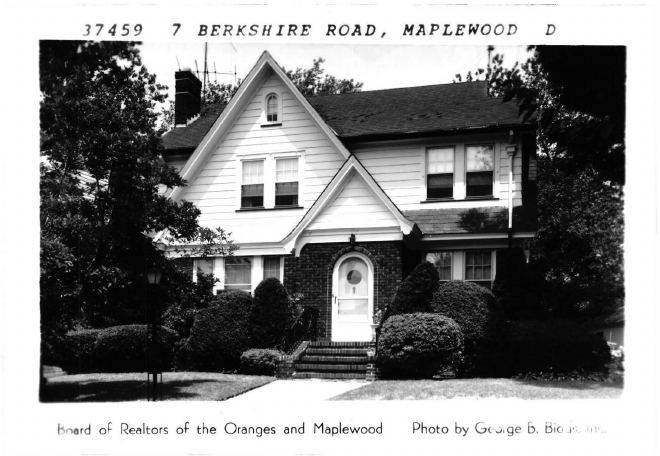 37459 7 BERKSHIRE ROAD, MAPLEWOOD D
Board of Realtors of the Oranges and Maplewood Photo by George B.